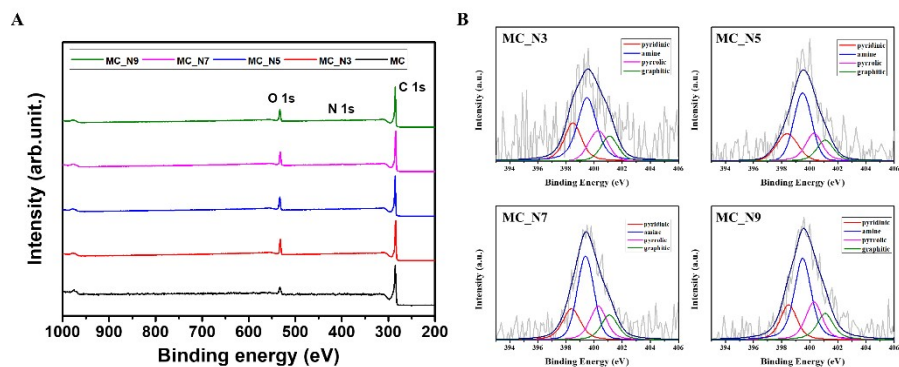 A
MC_N9 MC_N7 MC_N5 MC_N3 MC
C 1s
O 1s
N 1s
Intensity (arb.unit.)
1000 900 800 700 600 530 400 300 200
Binding energy (eV)
B
MC_N3
pyridinic
amine
pyrrolic
graphitic
Intensity (a.u.)
394 396 398 400 402 404 406
Binding Energy (eV)
MC_N5
pyridinic
amine
pyrrolic
graphitic
Intensity (a.u.)
394 396 398 400 402 404 406
Binding Energy (eV)
MC_N7
pyridinic
amine
pyrrolic
graphitic
Intensity (a.u.)
394 396 398 400 402 404 406
Binding Energy (eV)
MC_N9
pyridinic
amine
pyrrolic
graphitic
Intensity (a.u.)
394 396 398 400 402 404 406
Binding Energy (eV)